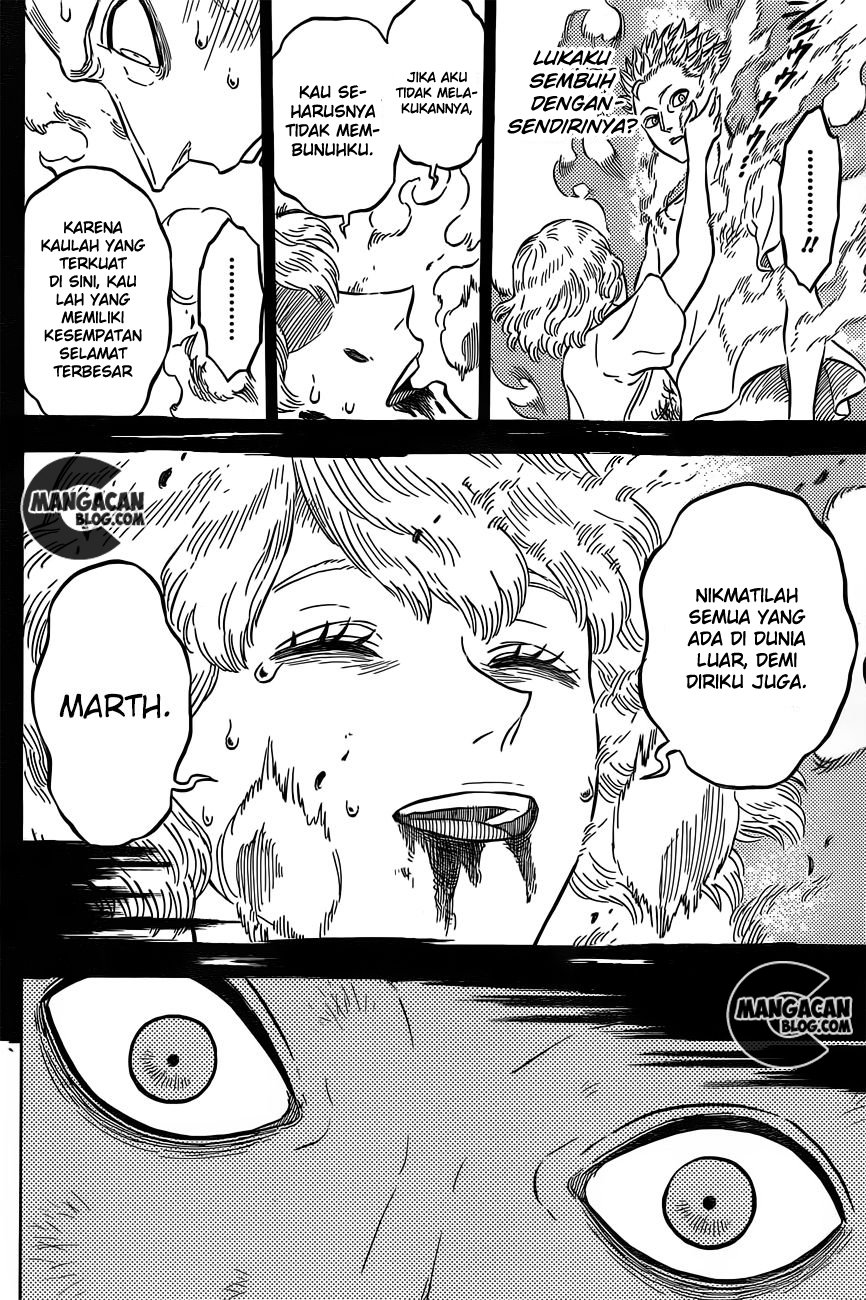 LUKAKU
SEMBUH
DENGAN-
SENDIRINYA?
........!!
JIKA AKU
TIDAK MELA-
KUKANNYA,
KAU SE-
HARUSNYA
TIDAK MEM-
BUNUHKU.
........
KARENA
KAULAH YANG
TERKUAT
DI SINI, KAU
LAH YANG
MEMILIKI
KESEMPATAN
SELAMAT
TERBESAR
MANGACAN
BLOG.COM
NIKMATILAH
SEMUA YANG
ADA DI DUNIA
LUAR, DEMI
DIRIKU JUGA.
MARTH.
MANGACAN
BLOG.COM